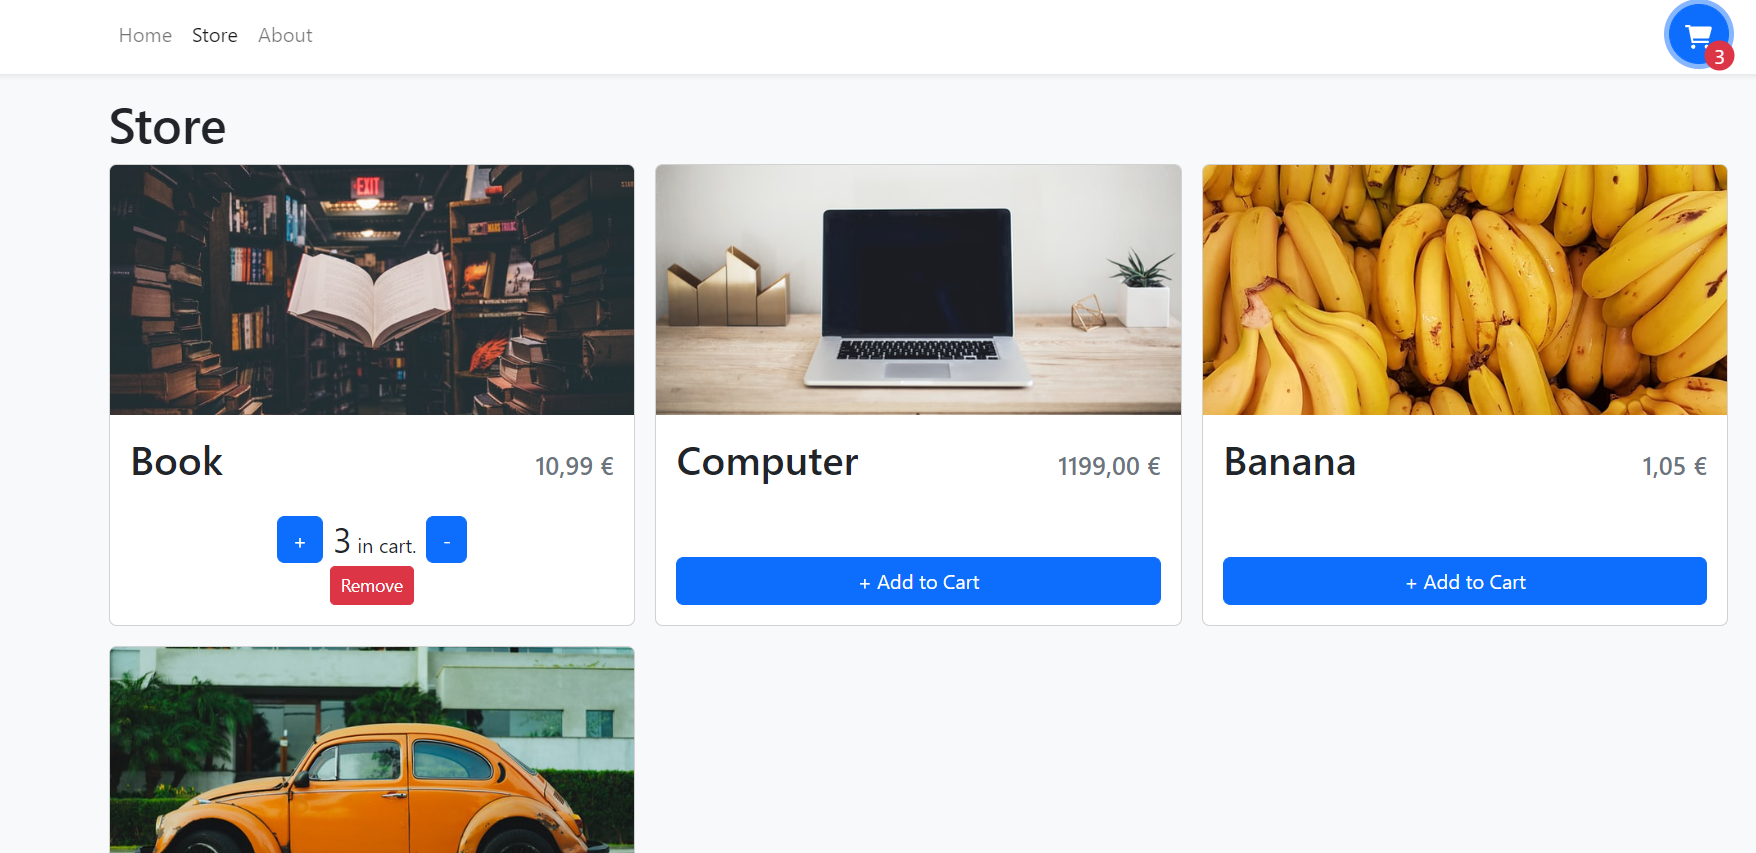 Home Store About
3
Store
EXIT
Book 10,99 €
+ 3 in cart. -
Remove
Computer 1199,00 €
+ Add to Cart
Banana 1,05 €
+ Add to Cart